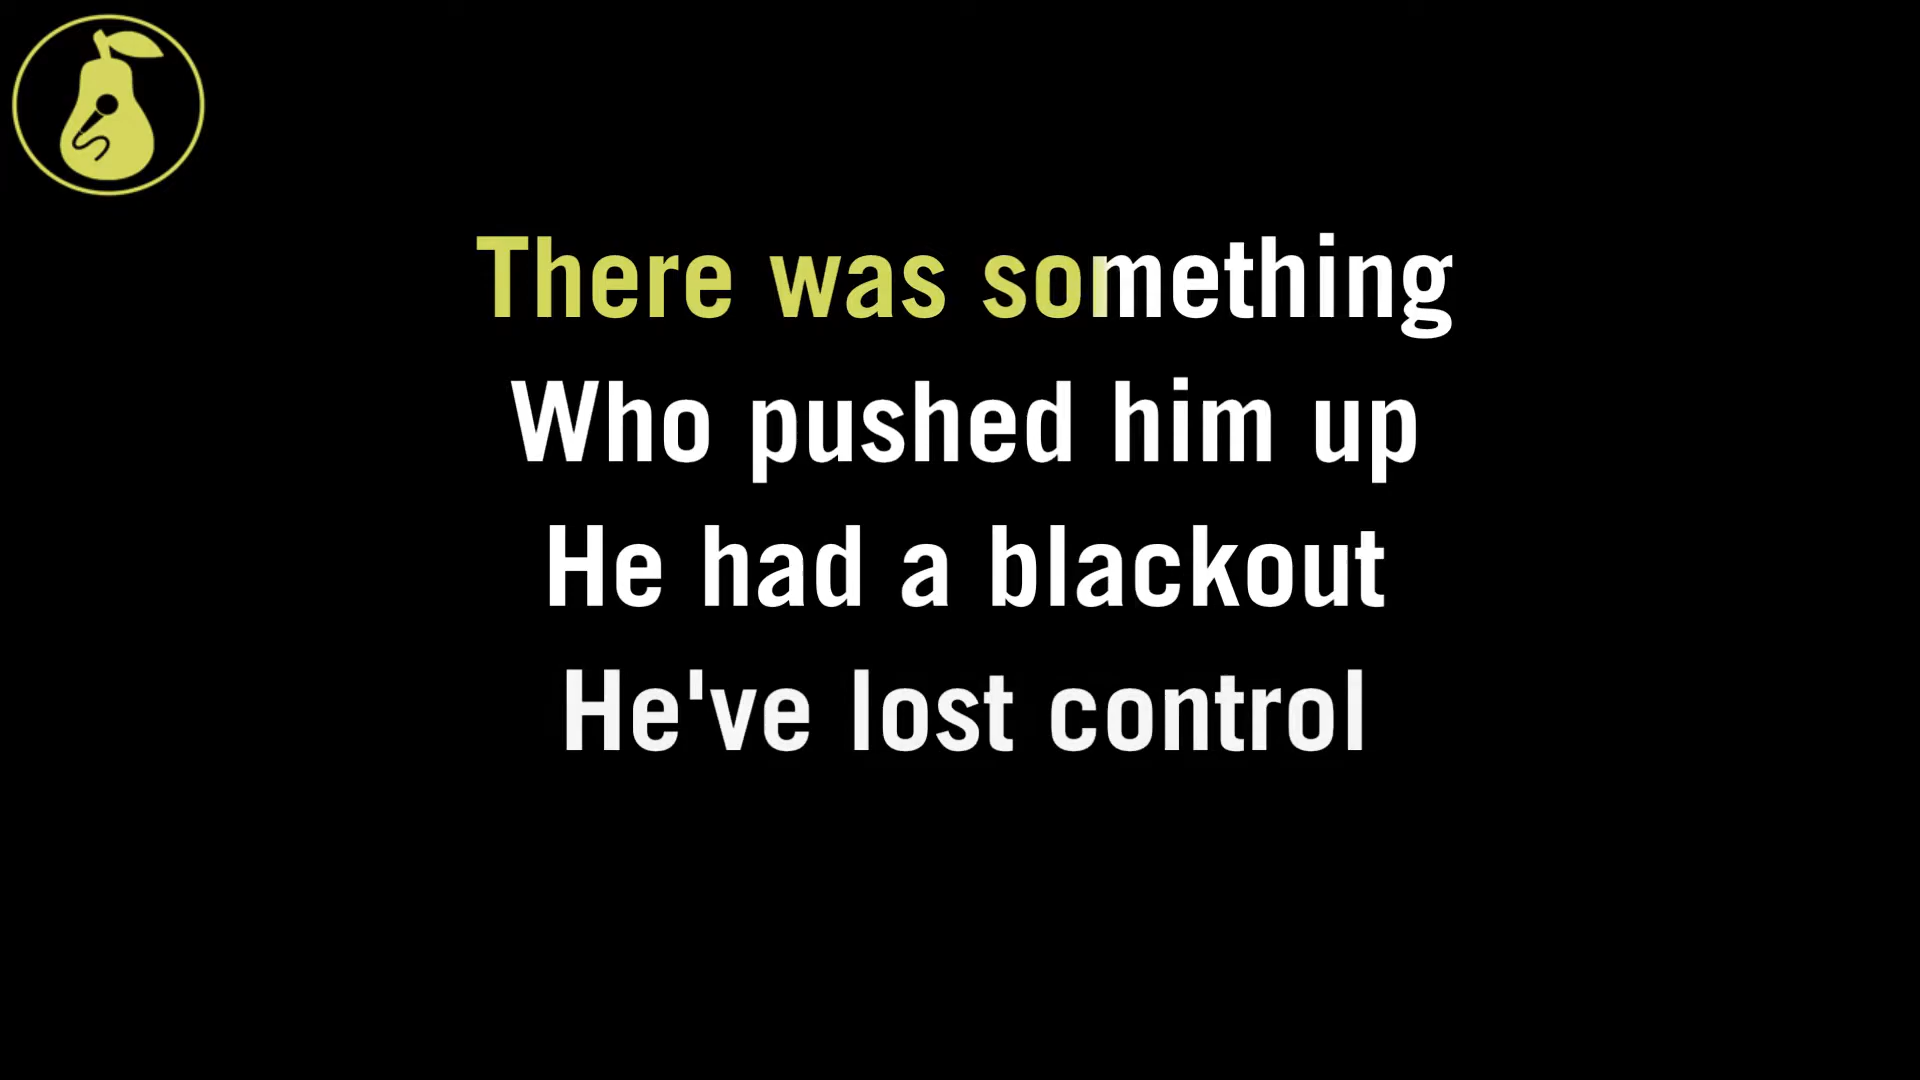 There was something
Who pushed him up
He had a blackout
He've lost control